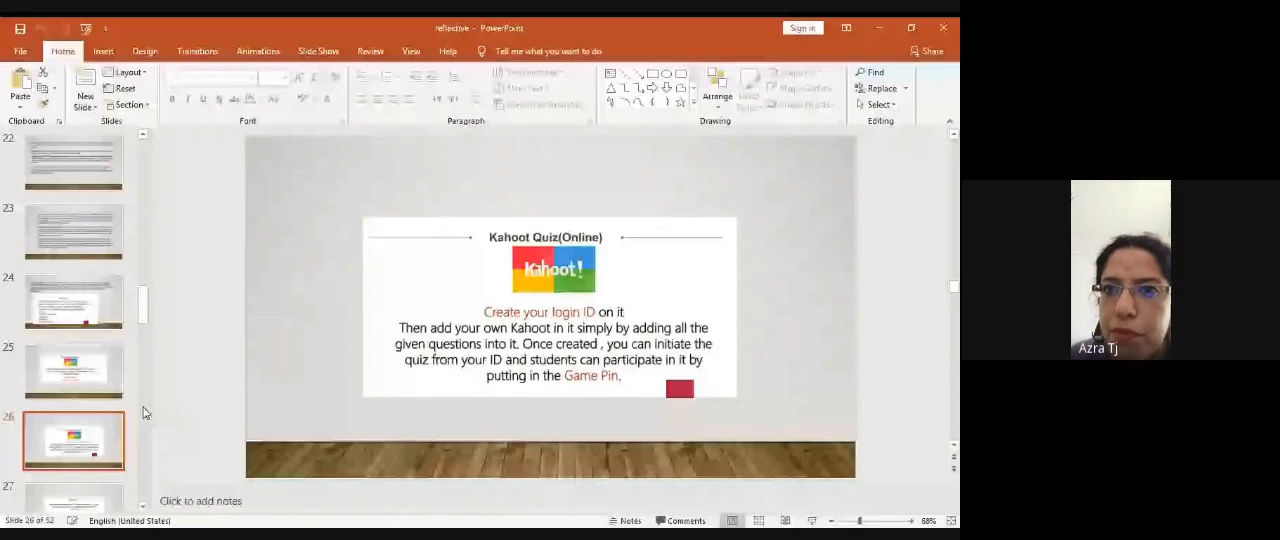 reflective - PowerPoint
Sign in
File Home Insert Design Transitions Animations Slide Show Review View Help Tell me what you want to do Share
Paste
New Slide
Layout
Reset
Section
Arrange
Find
Replace
Select
Clipboard Slides Font Paragraph Drawing Editing
22
23
24
25
26
27
Kahoot Quiz(Online)
Kahoot!
Create your login ID on it
Then add your own Kahoot in it simply by adding all the
given questions into it. Once created , you can initiate the
quiz from your ID and students can participate in it by
putting in the Game Pin.
Azra Tj
Click to add notes
Slide 26 of 52 English (United States) Notes Comments 68%